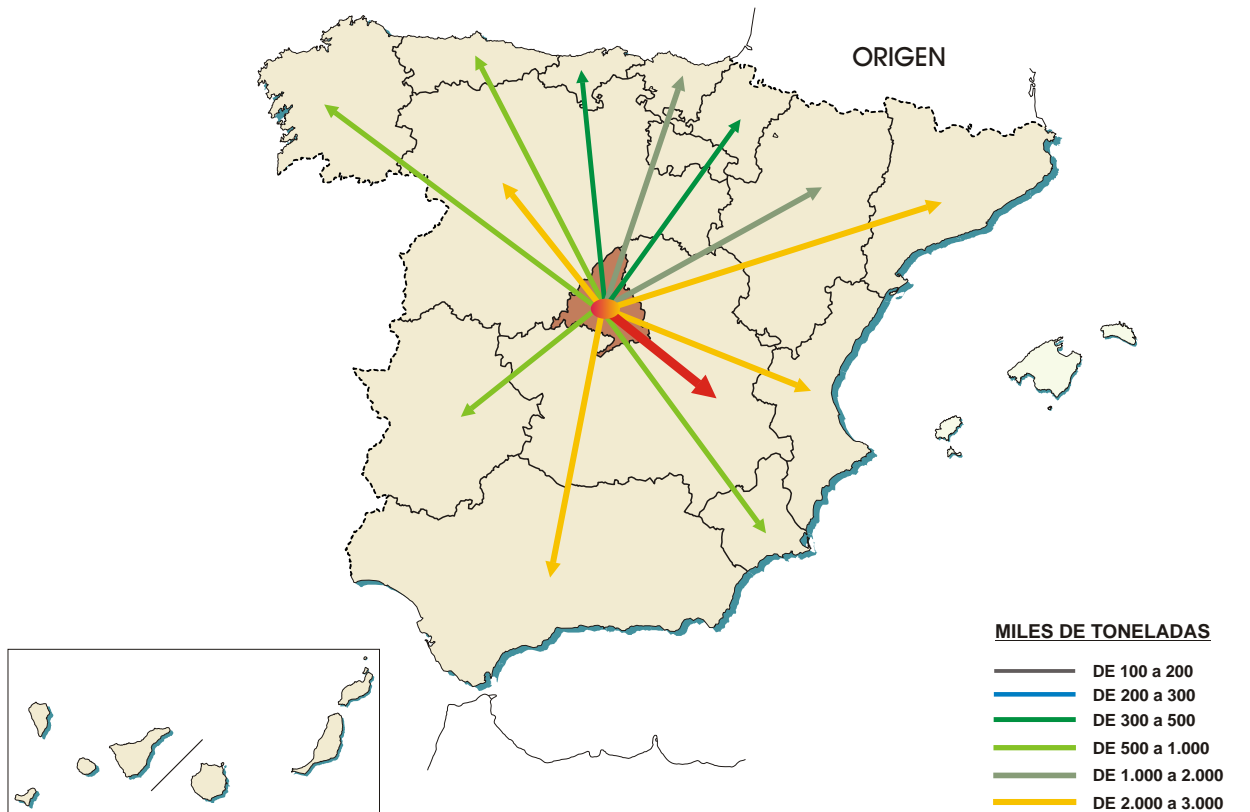 ORIGEN
MILES DE TONELADAS
DE 100 a 200
DE 200 a 300
DE 300 a 500
DE 500 a 1.000
DE 1.000 a 2.000
DE 2.000 a 3.000